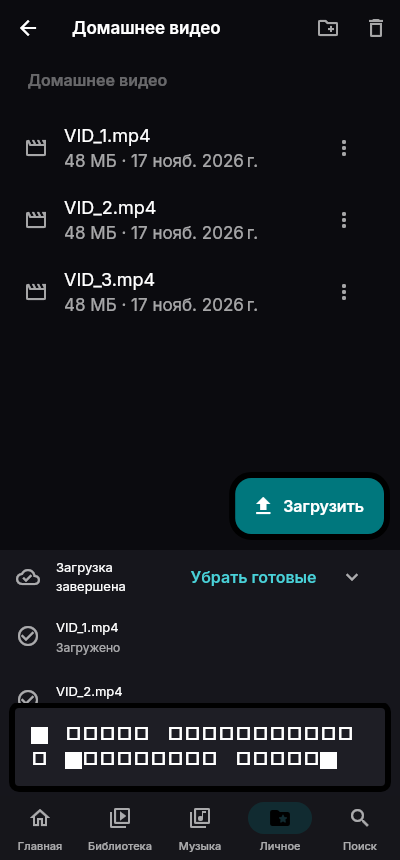 Домашнее видео
Домашнее видео
VID_1.mp4
48 МБ · 17 нояб. 2026 г.
VID_2.mp4
48 МБ · 17 нояб. 2026 г.
VID_3.mp4
48 МБ · 17 нояб. 2026 г.
Загрузить
Загрузка
завершена
Убрать готовые
VID_1.mp4
Загружено
VID_2.mp4
Главная
Библиотека
Музыка
Личное
Поиск